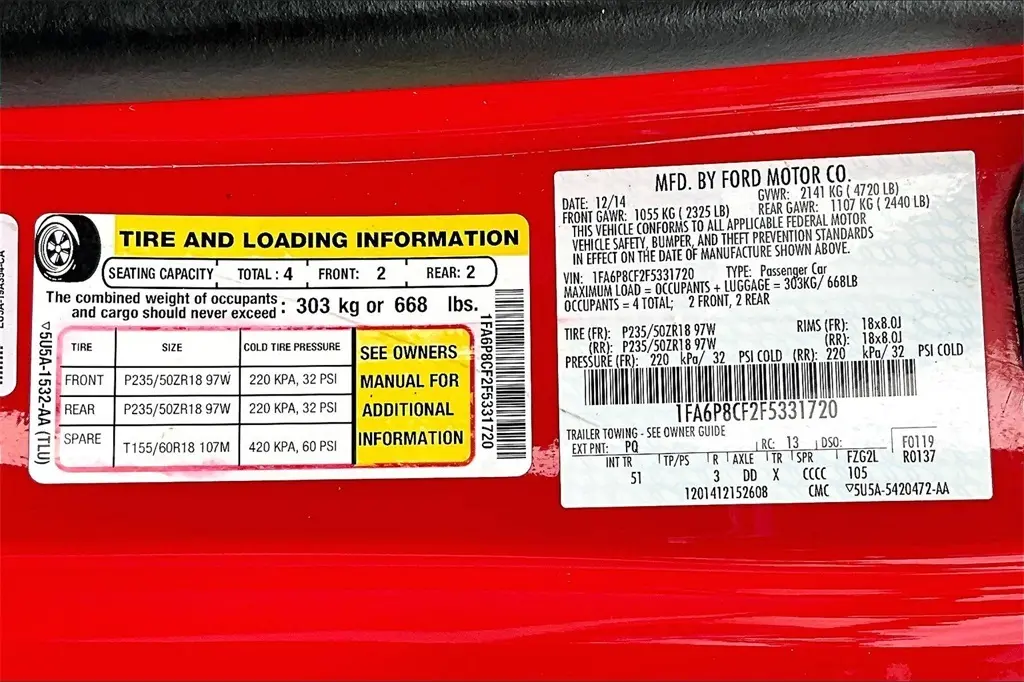 TIRE AND LOADING INFORMATION
SEATING CAPACITY TOTAL : 4 FRONT: 2 REAR: 2
The combined weight of occupants
and cargo should never exceed : 303 kg or 668 lbs.
TIRE SIZE COLD TIRE PRESSURE
FRONT P235/50ZR18 97W 220 KPA, 32 PSI
REAR P235/50ZR18 97W 220 KPA, 32 PSI
SPARE T155/60R18 107M 420 KPA, 60 PSI
SEE OWNERS
MANUAL FOR
ADDITIONAL
INFORMATION
▽5U5A-1532-AA (TLU)
1FA6P8CF2F5331720
MFD. BY FORD MOTOR CO.
DATE: 12/14 GVWR: 2141 KG ( 4720 LB)
FRONT GAWR: 1055 KG ( 2325 LB) REAR GAWR: 1107 KG ( 2440 LB)
THIS VEHICLE CONFORMS TO ALL APPLICABLE FEDERAL MOTOR
VEHICLE SAFETY, BUMPER, AND THEFT PREVENTION STANDARDS
IN EFFECT ON THE DATE OF MANUFACTURE SHOWN ABOVE.
VIN: 1FA6P8CF2F5331720 TYPE: Passenger Car
MAXIMUM LOAD = OCCUPANTS + LUGGAGE = 303KG/ 668LB
OCCUPANTS = 4 TOTAL; 2 FRONT, 2 REAR
TIRE (FR): P235/50ZR18 97W RIMS (FR): 18x8.0J
(RR): P235/50ZR18 97W (RR): 18x8.0J
PRESSURE (FR): 220 kPa/ 32 PSI COLD (RR): 220 kPa/ 32 PSI COLD
1FA6P8CF2F5331720
TRAILER TOWING - SEE OWNER GUIDE
EXT PNT: PQ RC: 13 DSO: F0119
INT TR TP/PS R AXLE TR SPR FZG2L R0137
51 3 DD X CCCC 105
1201412152608 CMC ▽5U5A-5420472-AA